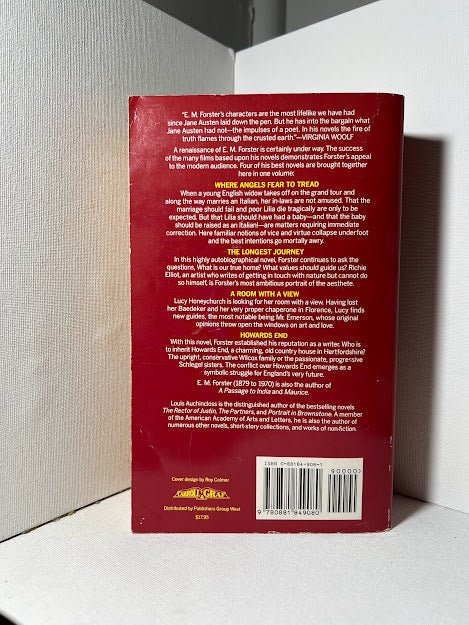 "E. M. Forster's characters are the most lifelike we have had
since Jane Austen laid down the pen. But he has into the bargain what
Jane Austen had not—the impulses of a poet. In his novels the fire of
truth flames through the crusted earth."—VIRGINIA WOOLF
A renaissance of E. M. Forster is certainly under way. The success
of the many films based upon his novels demonstrates Forster's appeal
to the modern audience. Four of his best novels are brought together
here in one volume:
WHERE ANGELS FEAR TO TREAD
When a young English widow takes off on the grand tour and
along the way marries an Italian, her in-laws are not amused. That the
marriage should fail and poor Lilia die tragically are only to be
expected. But that Lilia should have had a baby—and that the baby
should be raised as an Italian!—are matters requiring immediate
correction. Here familiar notions of vice and virtue collapse underfoot
and the best intentions go mortally awry.
THE LONGEST JOURNEY
In this highly autobiographical novel, Forster continues to ask the
questions, What is our true home? What values should guide us? Richie
Elliot, an artist who writes of getting in touch with nature but cannot do
so himself, is Forster's most ambitious portrait of the aesthete.
A ROOM WITH A VIEW
Lucy Honeychurch is looking for her room with a view. Having lost
her Baedeker and her very proper chaperone in Florence, Lucy finds
new guides, the most notable being Mr. Emerson, whose original
opinions throw open the windows on art and love.
HOWARDS END
With this novel, Forster established his reputation as a writer. Who is
to inherit Howards End, a charming, old country house in Hertfordshire?
The upright, conservative Wilcox family or the passionate, progressive
Schlegel sisters. The conflict over Howards End emerges as a
symbolic struggle for England's very future.
E. M. Forster (1879 to 1970) is also the author of
A Passage to India and Maurice.
Louis Auchincloss is the distinguished author of the bestselling novels
The Rector of Justin, The Partners, and Portrait in Brownstone. A member
of the American Academy of Arts and Letters, he is also the author of
numerous other novels, short-story collections, and works of non-fiction.
Cover design by Roy Colmer
CARROLL & GRAF
Distributed by Publishers Group West
$17.95
ISBN 0-88184-908-1
90000>
9 780881 849080